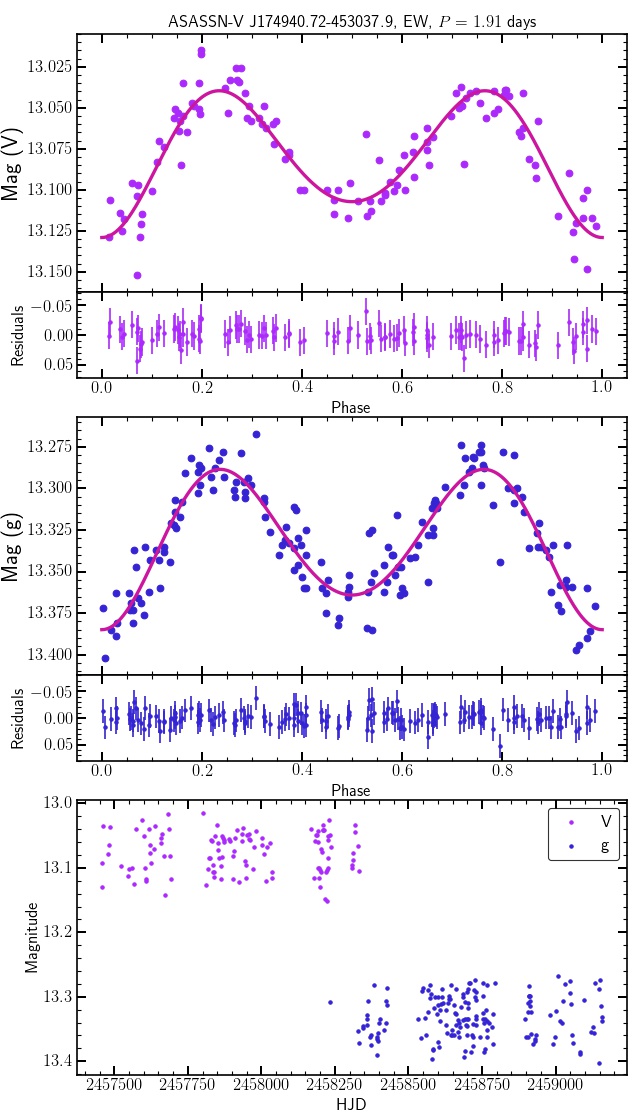 ASASSN-V J174940.72-453037.9, EW, P = 1.91 days
Mag (V)
13.025
13.050
13.075
13.100
13.125
13.150
Residuals
−0.05
0.00
0.05
0.0 0.2 0.4 0.6 0.8 1.0
Phase
Mag (g)
13.275
13.300
13.325
13.350
13.375
13.400
Residuals
−0.05
0.00
0.05
0.0 0.2 0.4 0.6 0.8 1.0
Phase
Magnitude
13.0
13.1
13.2
13.3
13.4
V
g
2457500 2457750 2458000 2458250 2458500 2458750 2459000
HJD